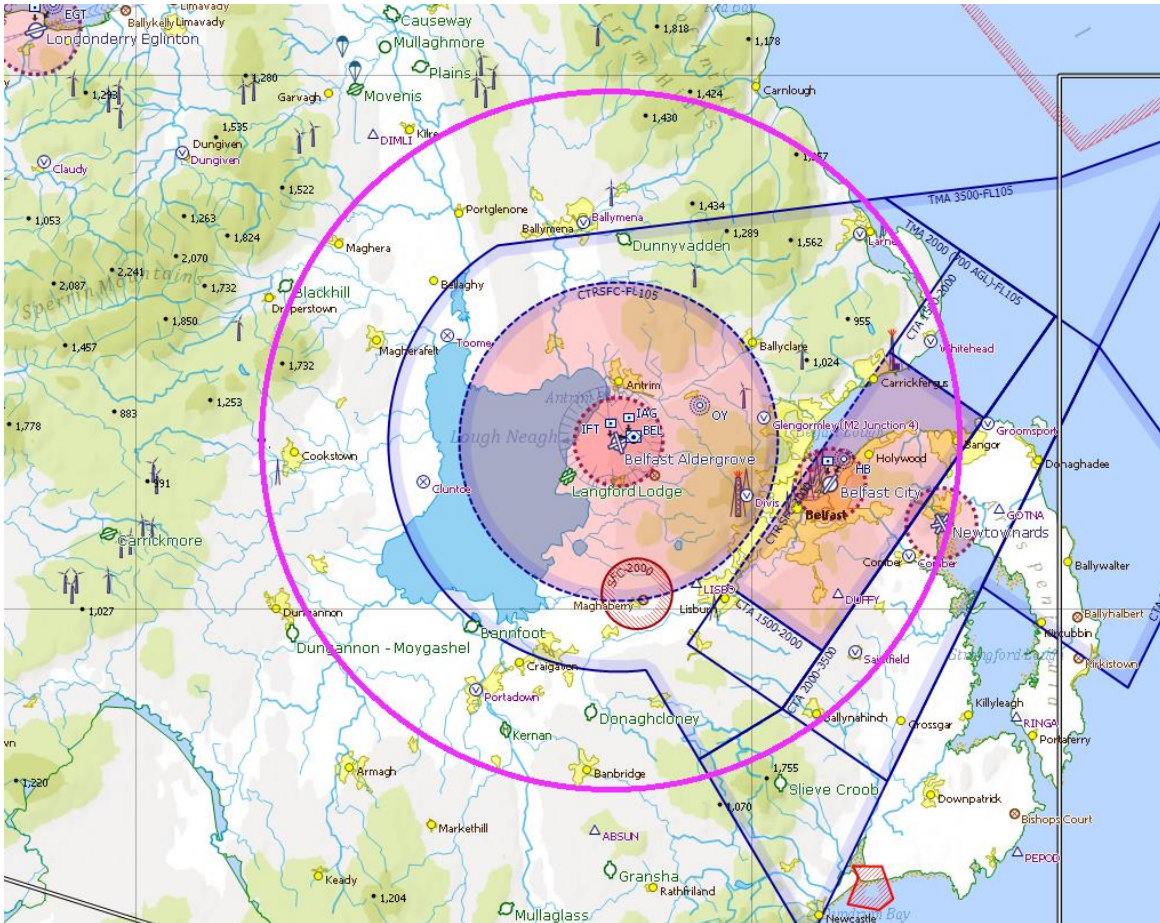 Ballykelly
Limavady
Limavady
EGT
Londonderry Eglinton
Causeway
Mullaghmore
Plains
Movenis
Garvagh
1,280
1,293
1,535
Dungiven
Dungiven
Claudy
1,522
1,053
1,263
1,824
2,070
2,241
2,087
1,732
1,850
1,457
Sperrin Mountains
1,818
1,178
1,424
Carnlough
1,430
DIMLI
Portglenone
Maghera
Ballymena
Ballymena
1,434
1,289
Dunnyvadden
1,562
TMA 3500-FL105
TMA 2000 (700 AGL)-FL105
CTA 1500-2000
Bellaghy
Blackhill
Draperstown
CTRSFC-FL105
Toome
Magherafelt
1,732
955
Ballyclare
1,024
Whitehead
Carrickfergus
1,253
883
1,778
Antrim
IAG
IFT
BEL
OY
Lough Neagh
Belfast Aldergrove
Glengormley (M2 Junction 4)
Groomsport
Bangor
Donaghadee
Cookstown
Holywood
HB
Belfast City
Langford Lodge
Cluntoe
Divis
Belfast
Newtownards
GOTNA
Carrickmore
Comber
Comber
Ballywalter
SFC-2000
Maghaberry
LISBO
Lisburn
DUFFY
1,027
Dungannon
Dungannon - Moygashel
Bannfoot
CTA 1500-2000
CTA 2000-3500
Saintfield
Ballyhalbert
Kircubbin
Kirkistown
Craigavon
Portadown
Donaghcloney
Kernan
Ballynahinch
Crossgar
Killyleagh
RINGA
Portaferry
1,220
Armagh
Banbridge
1,755
Slieve Croob
1,070
Downpatrick
Bishops Court
Markethill
ABSUN
PEPOD
Keady
1,204
Gransha
Rathfriland
Mullaglass
Newcastle